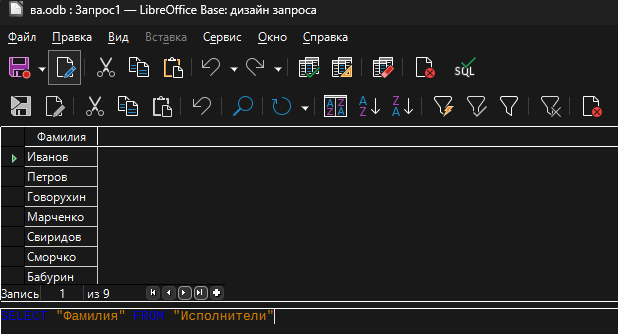 ва.odb : Запрос1 — LibreOffice Base: дизайн запроса
Файл Правка Вид Вставка Сервис Окно Справка
SQL
Фамилия
Иванов
Петров
Говорухин
Марченко
Свиридов
Сморчко
Бабурин
Запись 1 из 9
SELECT "Фамилия" FROM "Исполнители"